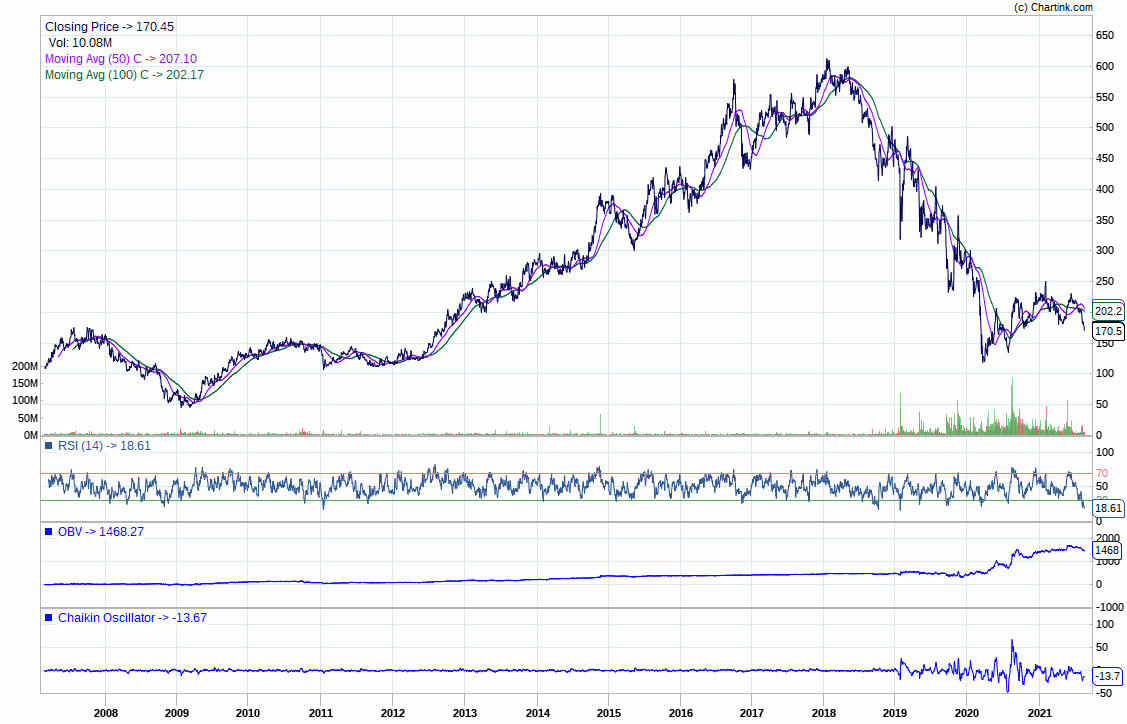 (c) Chartink.com
Closing Price -> 170.45
Vol: 10.08M
Moving Avg (50) C -> 207.10
Moving Avg (100) C -> 202.17
650
600
550
500
450
400
350
300
250
202.2
170.5
150
100
50
0
200M
150M
100M
50M
0M
RSI (14) -> 18.61
100
70
50
18.61
0
OBV -> 1468.27
2000
1468
1000
0
-1000
Chaikin Oscillator -> -13.67
100
50
-13.7
-50
2008 2009 2010 2011 2012 2013 2014 2015 2016 2017 2018 2019 2020 2021